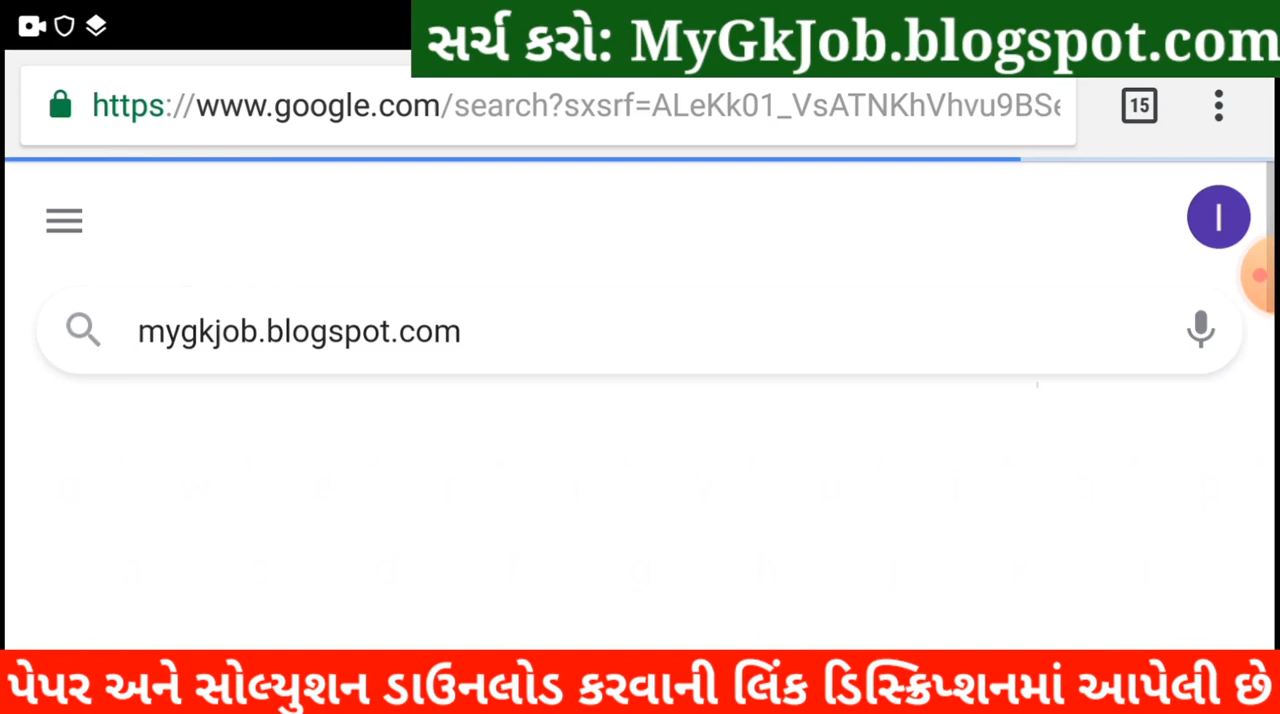 સર્ચ કરો: MyGkJob.blogspot.com
https://www.google.com/search?sxsrf=ALeKk01_VsATNKhVhvu9BSe
15
I
mygkjob.blogspot.com
પેપર અને સોલ્યુશન ડાઉનલોડ કરવાની લિંક ડિસ્ક્રિપ્શનમાં આપેલી છે